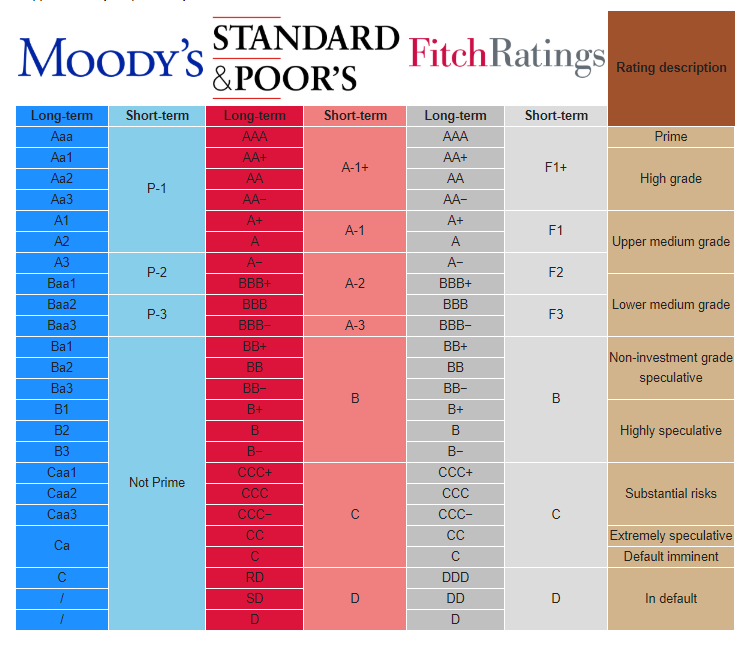 MOODY'S STANDARD
&POOR'S FitchRatings Rating description
Long-term Short-term Long-term Short-term Long-term Short-term
Aaa P-1 AAA A-1+ AAA F1+ Prime
Aa1 AA+ AA+ High grade
Aa2 AA AA
Aa3 AA− AA−
A1 A+ A-1 A+ F1 Upper medium grade
A2 A A
A3 P-2 A− A-2 A− F2
Baa1 BBB+ BBB+ Lower medium grade
Baa2 P-3 BBB BBB F3
Baa3 BBB− A-3 BBB−
Ba1 Not Prime BB+ B BB+ B Non-investment grade
speculative
Ba2 BB BB
Ba3 BB− BB−
B1 B+ B+ Highly speculative
B2 B B
B3 B− B−
Caa1 CCC+ C CCC+ C Substantial risks
Caa2 CCC CCC
Caa3 CCC− CCC−
Ca CC CC Extremely speculative
C C Default imminent
C RD D DDD D In default
/ SD DD
/ D D